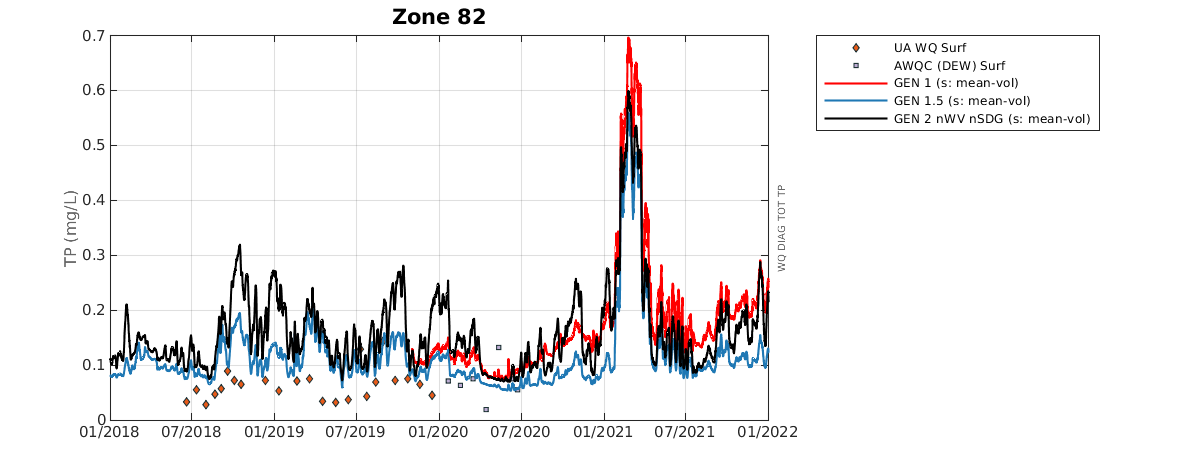 Zone 82
0.7
0.6
0.5
0.4
0.3
0.2
0.1
0
TP (mg/L)
01/2018
07/2018
01/2019
07/2019
01/2020
07/2020
01/2021
07/2021
01/2022
WQ DIAG TOT TP
UA WQ Surf
AWQC (DEW) Surf
GEN 1 (s: mean-vol)
GEN 1.5 (s: mean-vol)
GEN 2 nWV nSDG (s: mean-vol)